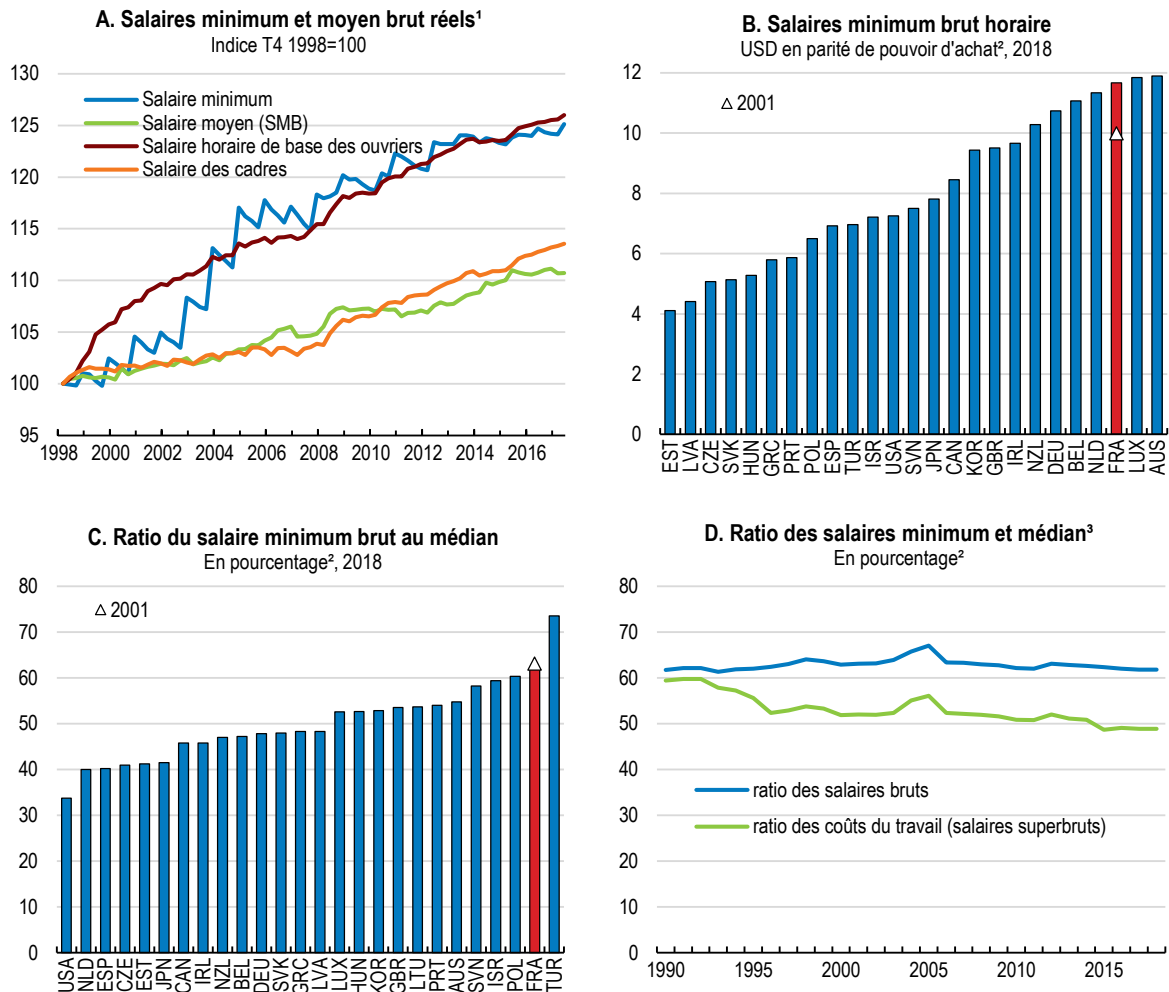 A. Salaires minimum et moyen brut réels¹
Indice T4 1998=100
130
125
120
115
110
105
100
95
Salaire minimum
Salaire moyen (SMB)
Salaire horaire de base des ouvriers
Salaire des cadres
1998 2000 2002 2004 2006 2008 2010 2012 2014 2016
B. Salaires minimum brut horaire
USD en parité de pouvoir d'achat², 2018
12
10
8
6
4
2
0
2001
EST LVA CZE SVK HUN GRC PRT POL ESP TUR ISR USA SVN JPN CAN KOR GBR IRL NZL DEU BEL NLD FRA LUX AUS
C. Ratio du salaire minimum brut au médian
En pourcentage², 2018
80
70
60
50
40
30
20
10
0
2001
USA NLD ESP CZE EST JPN CAN IRL NZL BEL DEU SVK GRC LVA LUX HUN KOR GBR LTU PRT AUS SVN ISR POL FRA TUR
D. Ratio des salaires minimum et médian³
En pourcentage²
80
70
60
50
40
30
20
10
0
ratio des salaires bruts
ratio des coûts du travail (salaires superbruts)
1990 1995 2000 2005 2010 2015